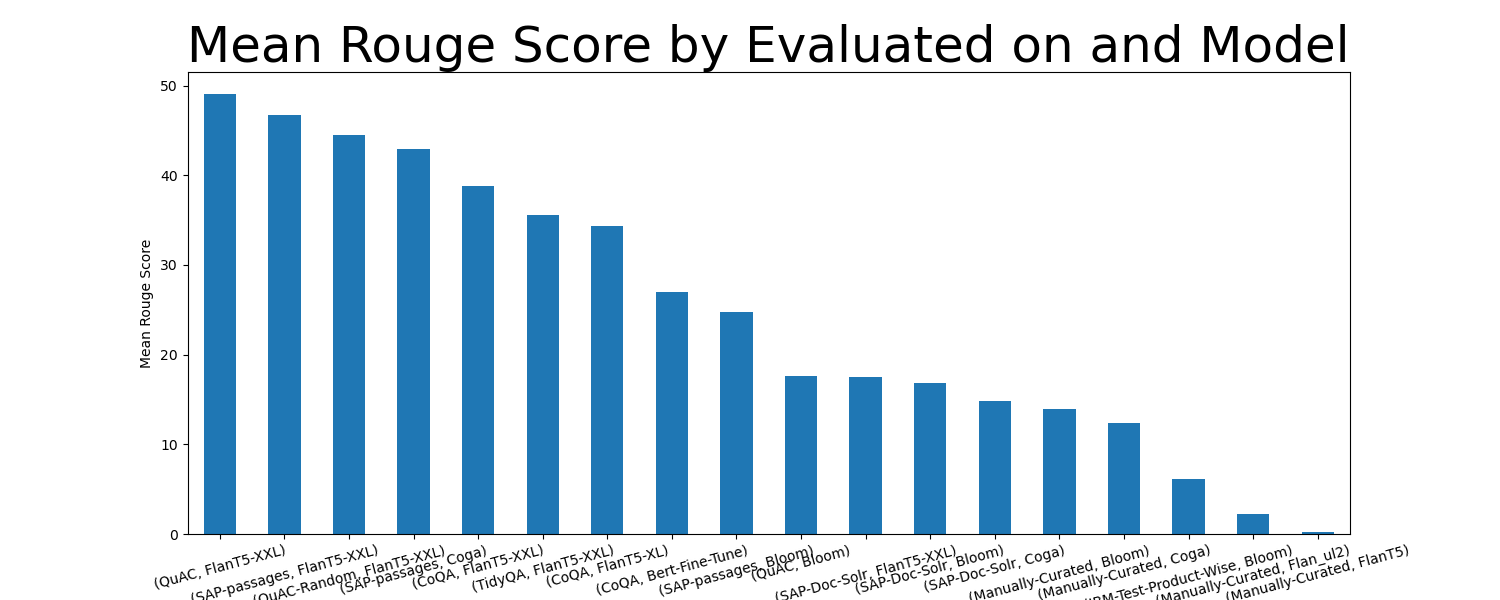 Mean Rouge Score by Evaluated on and Model
Mean Rouge Score
50
40
30
20
10
0
(QuAC, FlanT5-XXL)
(SAP-passages, FlanT5-XXL)
(QuAC-Random, FlanT5-XXL)
(SAP-passages, Coga)
(CoQA, FlanT5-XXL)
(TidyQA, FlanT5-XXL)
(CoQA, FlanT5-XL)
(CoQA, Bert-Fine-Tune)
(SAP-passages, Bloom)
(QuAC, Bloom)
(SAP-Doc-Solr, FlanT5-XXL)
(SAP-Doc-Solr, Bloom)
(SAP-Doc-Solr, Coga)
(Manually-Curated, Bloom)
(Manually-Curated, Coga)
IBM-Test-Product-Wise, Bloom)
(Manually-Curated, Flan_ul2)
(Manually-Curated, FlanT5)